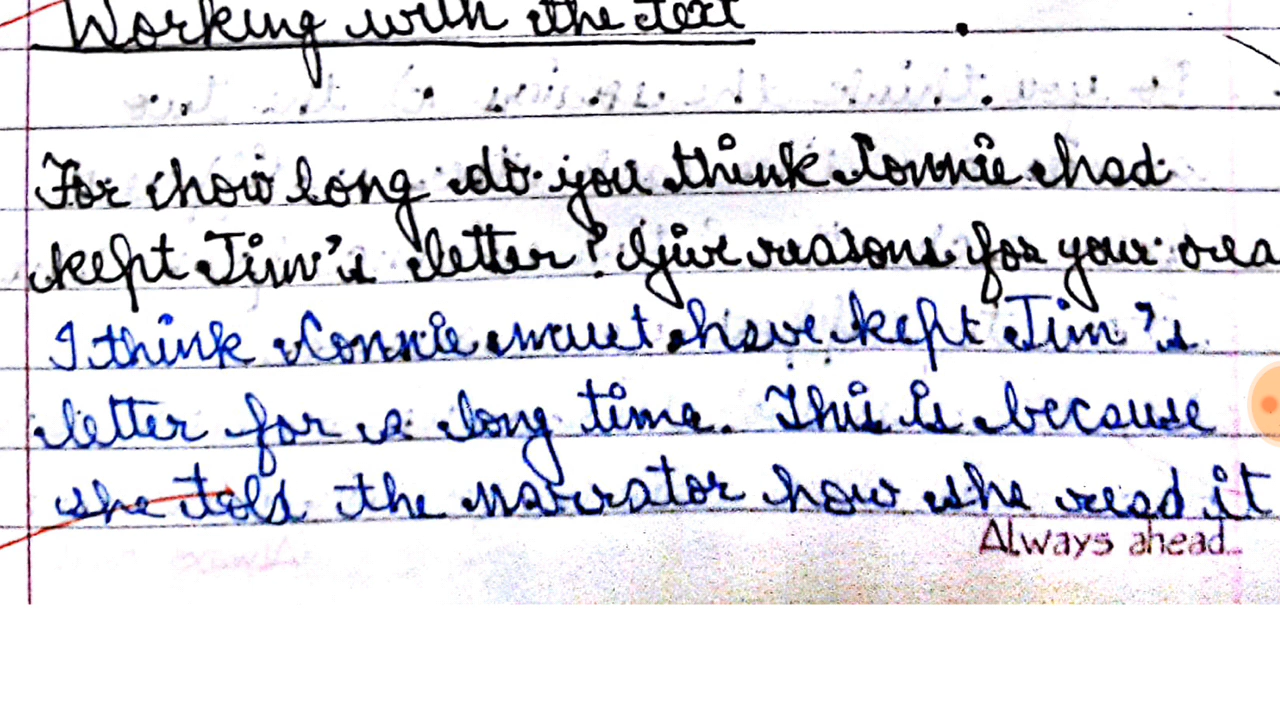 Working with the text
For how long do you think Connie had
kept Jim's letter? Give reasons for your
I think Connie must have kept Jim's
letter for a long time. This is because
she told the narrator how she read it
Always ahead...